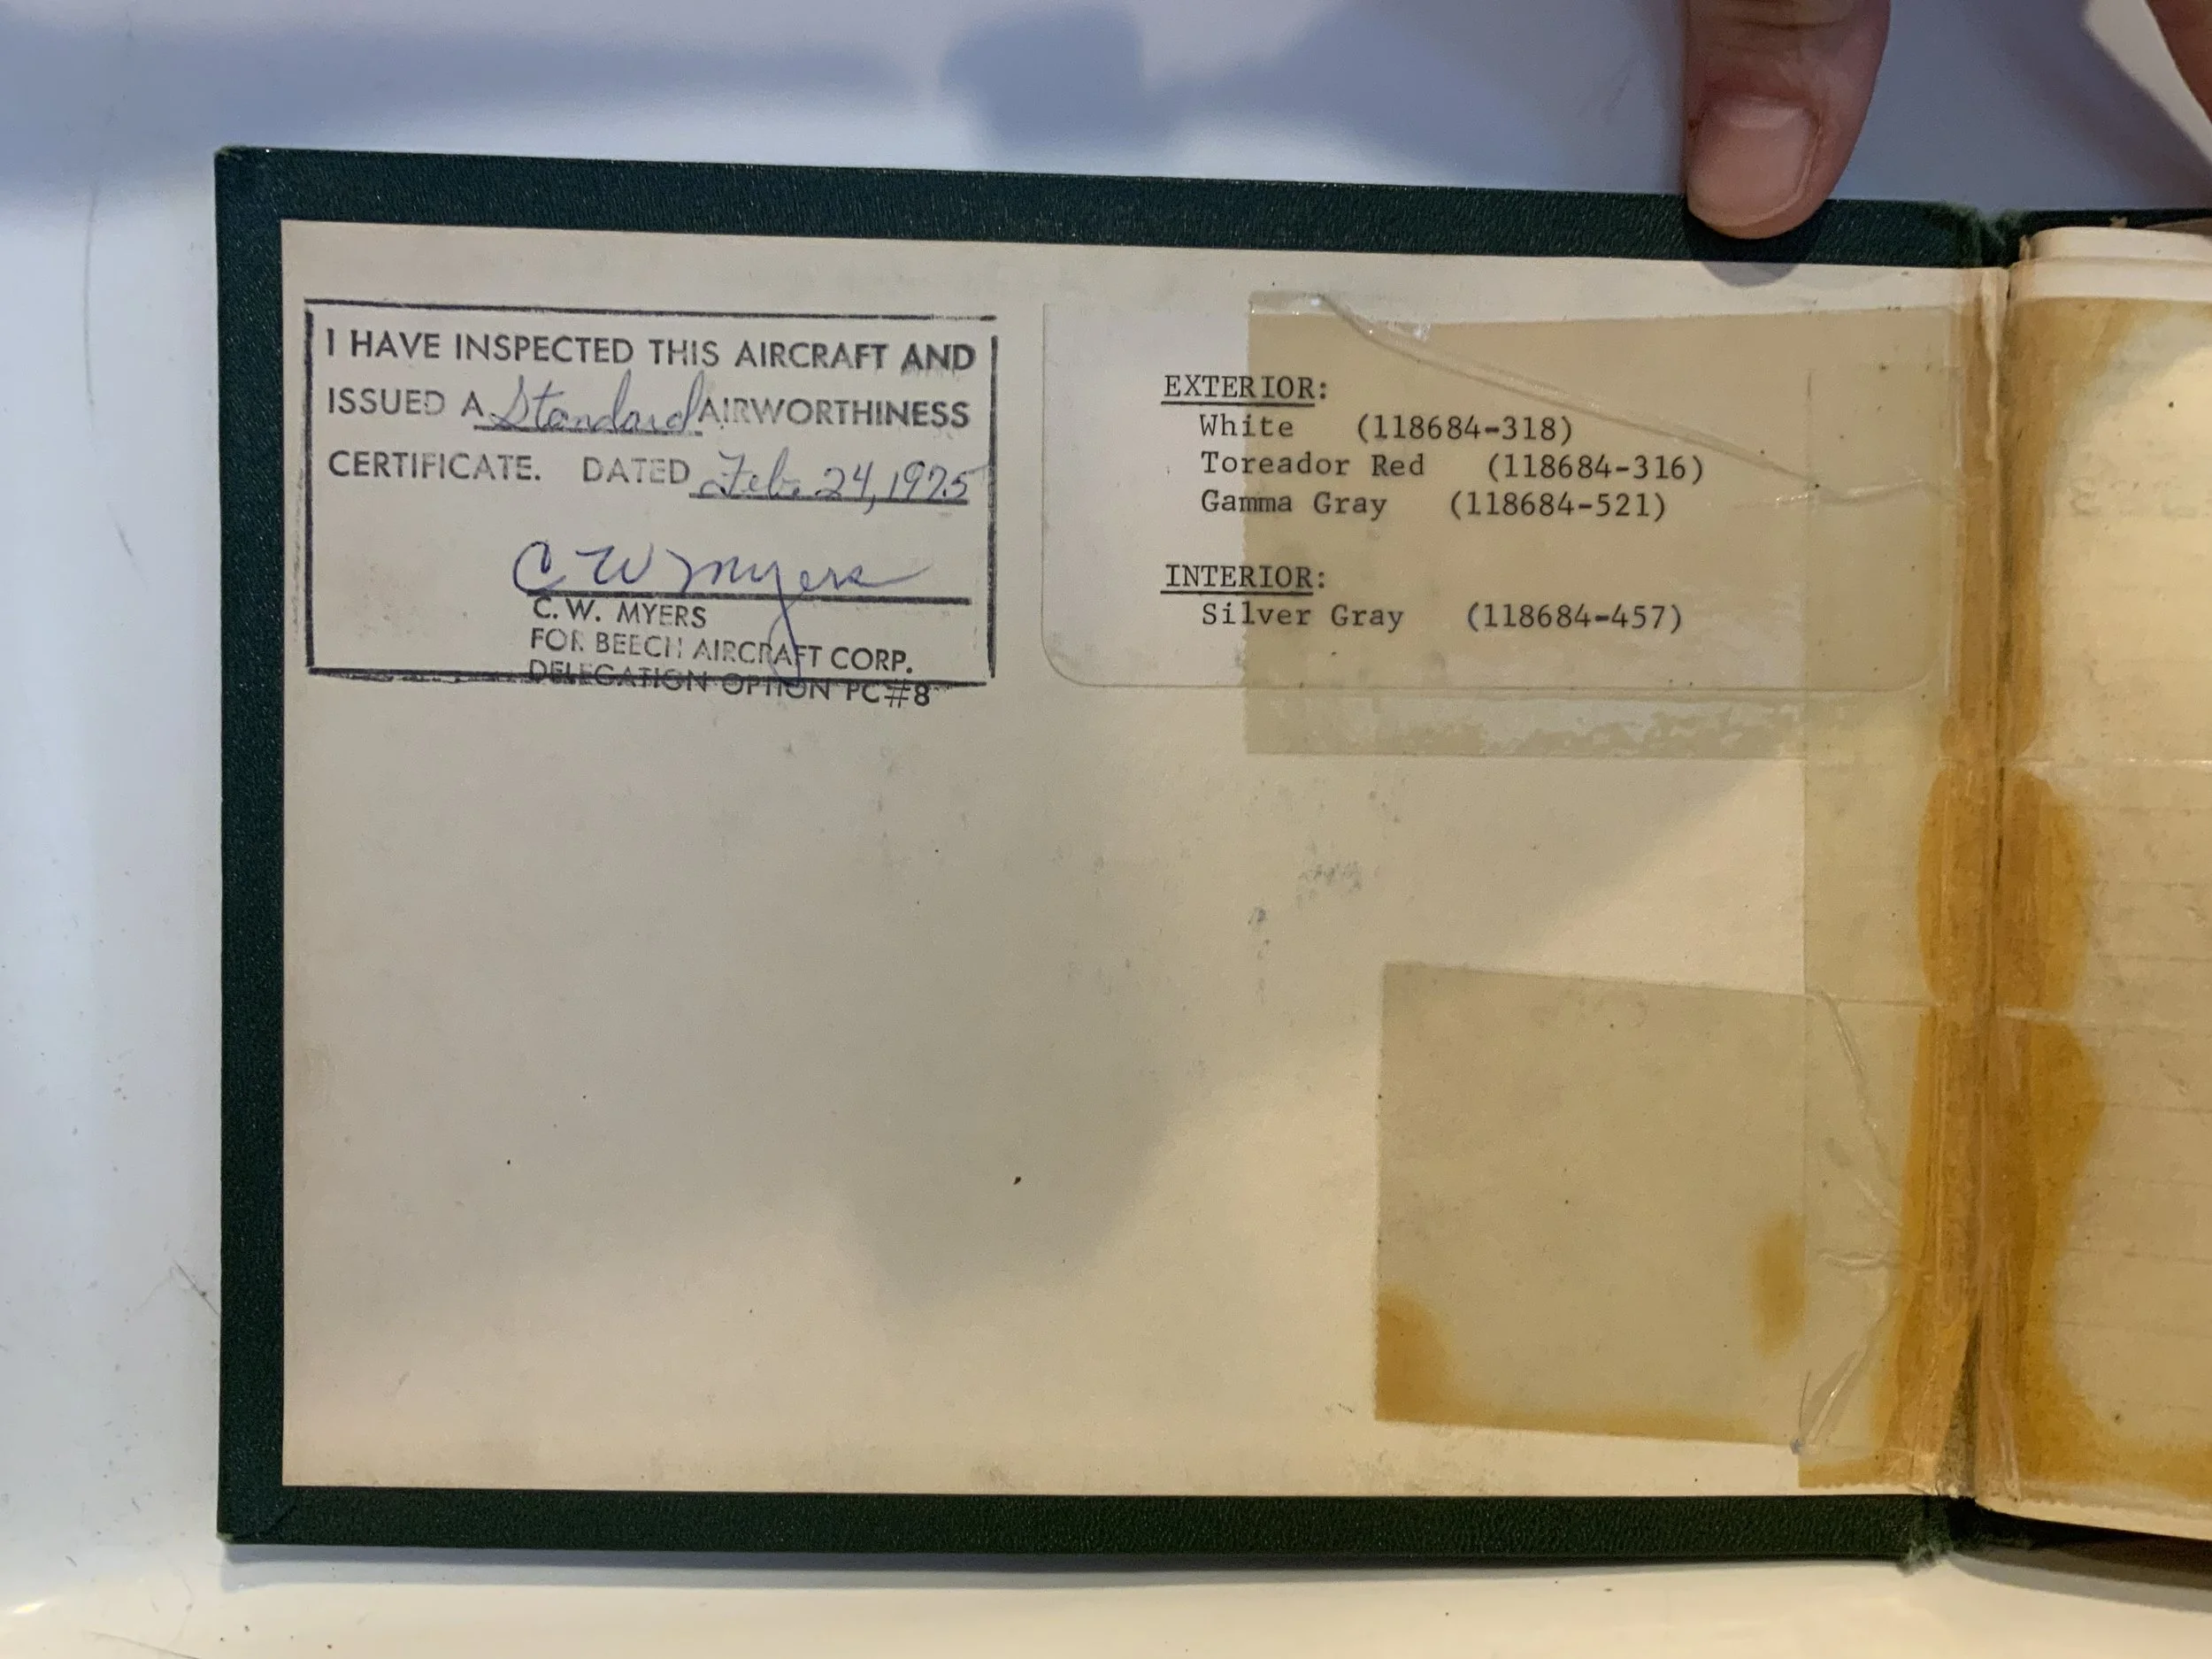 I HAVE INSPECTED THIS AIRCRAFT AND
ISSUED A Standard AIRWORTHINESS
CERTIFICATE. DATED Feb. 24, 1975
C W Myers
C. W. MYERS
FOR BEECH AIRCRAFT CORP.
DELEGATION OPTION PC#8
EXTERIOR:
White (118684-318)
Toreador Red (118684-316)
Gamma Gray (118684-521)
INTERIOR:
Silver Gray (118684-457)